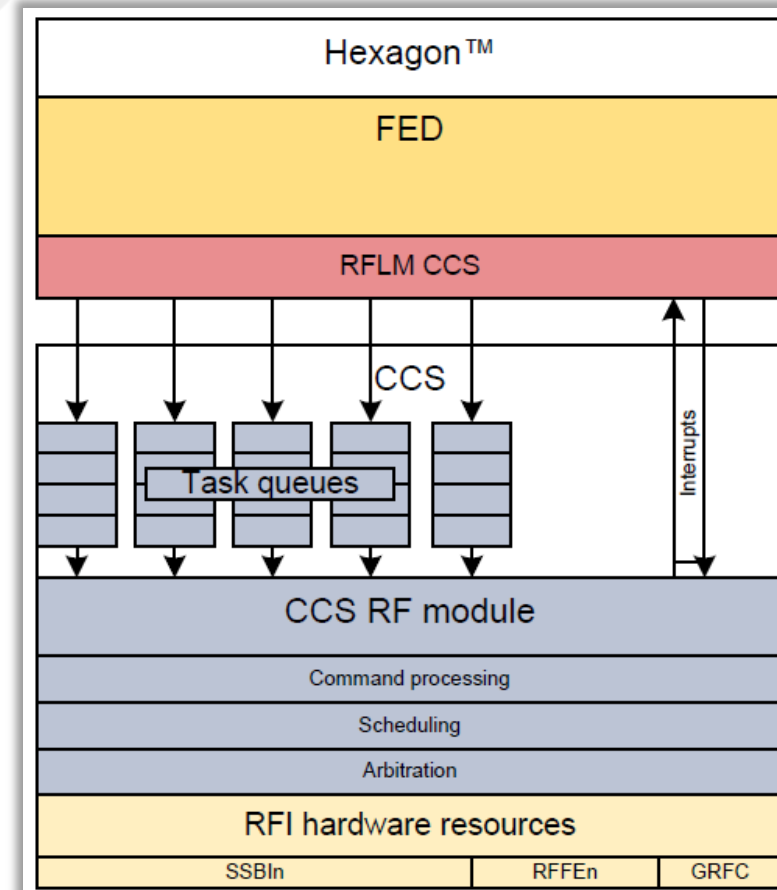 Hexagon™
FED
RFLM CCS
CCS
Task queues
Interrupts
CCS RF module
Command processing
Scheduling
Arbitration
RFI hardware resources
SSBIn
RFFEn
GRFC